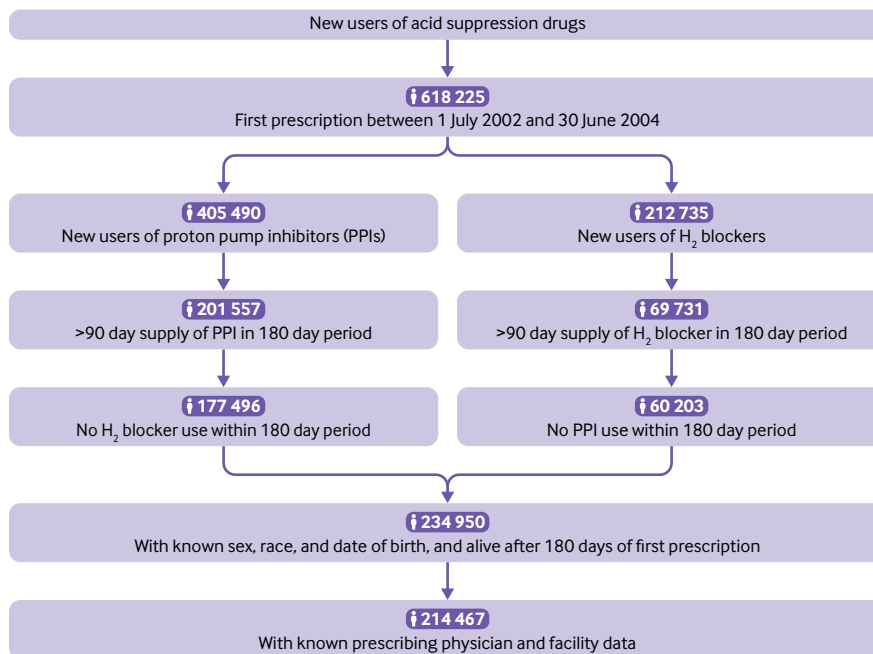 New users of acid suppression drugs
618 225
First prescription between 1 July 2002 and 30 June 2004
405 490
New users of proton pump inhibitors (PPIs)
212 735
New users of H₂ blockers
201 557
>90 day supply of PPI in 180 day period
69 731
>90 day supply of H₂ blocker in 180 day period
177 496
No H₂ blocker use within 180 day period
60 203
No PPI use within 180 day period
234 950
With known sex, race, and date of birth, and alive after 180 days of first prescription
214 467
With known prescribing physician and facility data